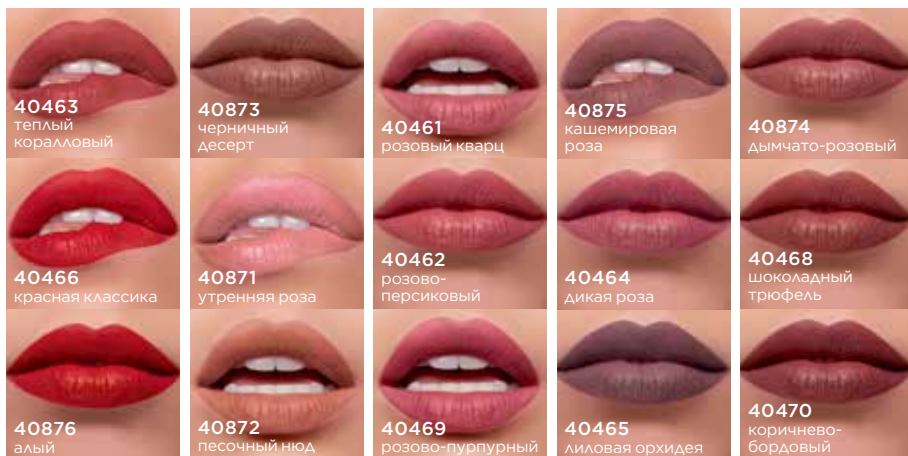 40463
теплый
коралловый
40873
черничный
десерт
40461
розовый кварц
40875
кашемировая
роза
40874
дымчато-розовый
40466
красная классика
40871
утренняя роза
40462
розово-
персиковый
40464
дикая роза
40468
шоколадный
трюфель
40876
алый
40872
песочный нюд
40469
розово-пурпурный
40465
лиловая орхидея
40470
коричнево-
бордовый